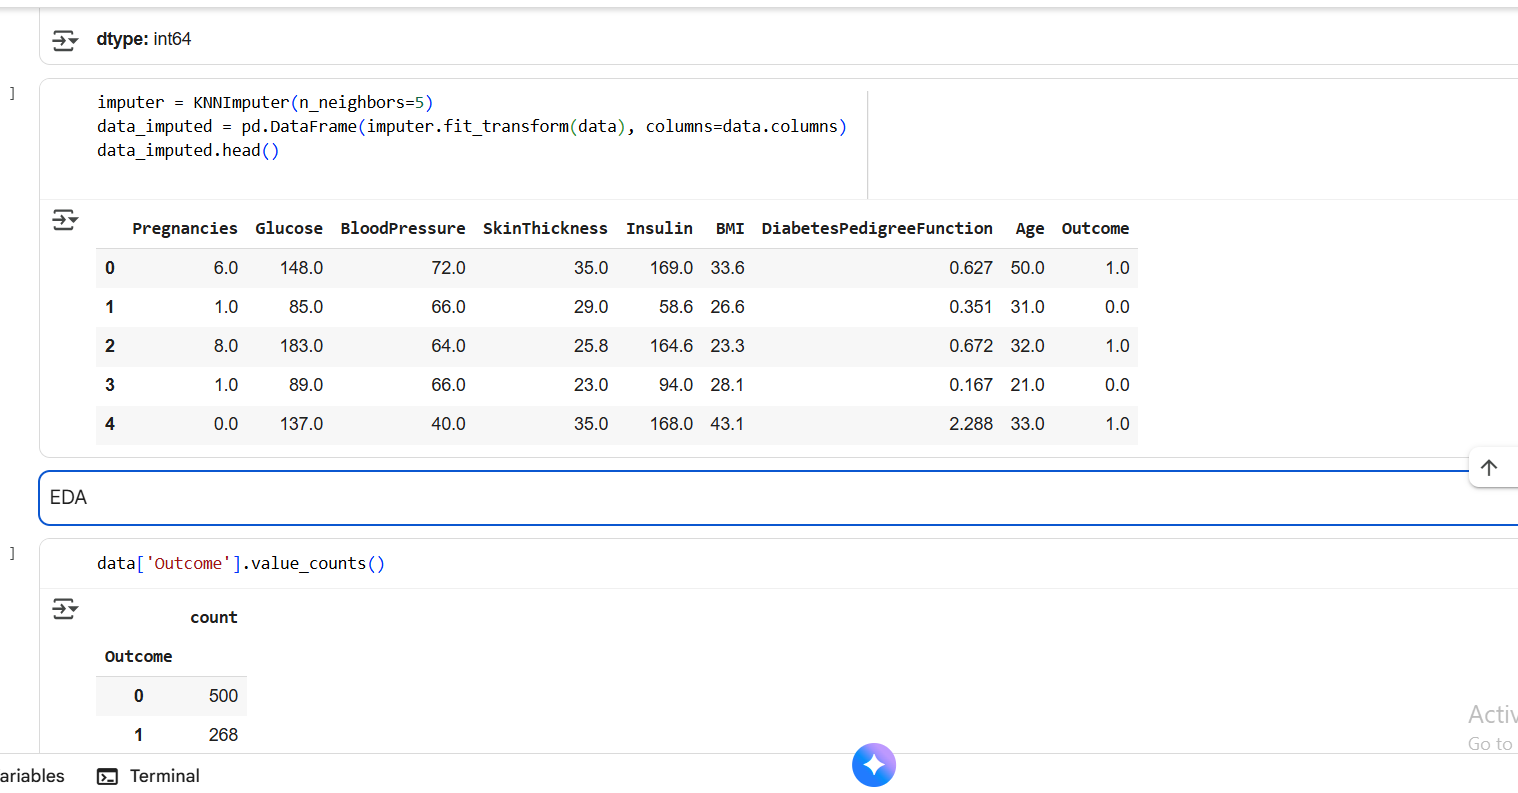 dtype: int64
]
imputer = KNNImputer(n_neighbors=5)
data_imputed = pd.DataFrame(imputer.fit_transform(data), columns=data.columns)
data_imputed.head()
Pregnancies Glucose BloodPressure SkinThickness Insulin BMI DiabetesPedigreeFunction Age Outcome
0 6.0 148.0 72.0 35.0 169.0 33.6 0.627 50.0 1.0
1 1.0 85.0 66.0 29.0 58.6 26.6 0.351 31.0 0.0
2 8.0 183.0 64.0 25.8 164.6 23.3 0.672 32.0 1.0
3 1.0 89.0 66.0 23.0 94.0 28.1 0.167 21.0 0.0
4 0.0 137.0 40.0 35.0 168.0 43.1 2.288 33.0 1.0
EDA
]
data['Outcome'].value_counts()
count
Outcome
0 500
1 268
Activ
Go to
ariables Terminal